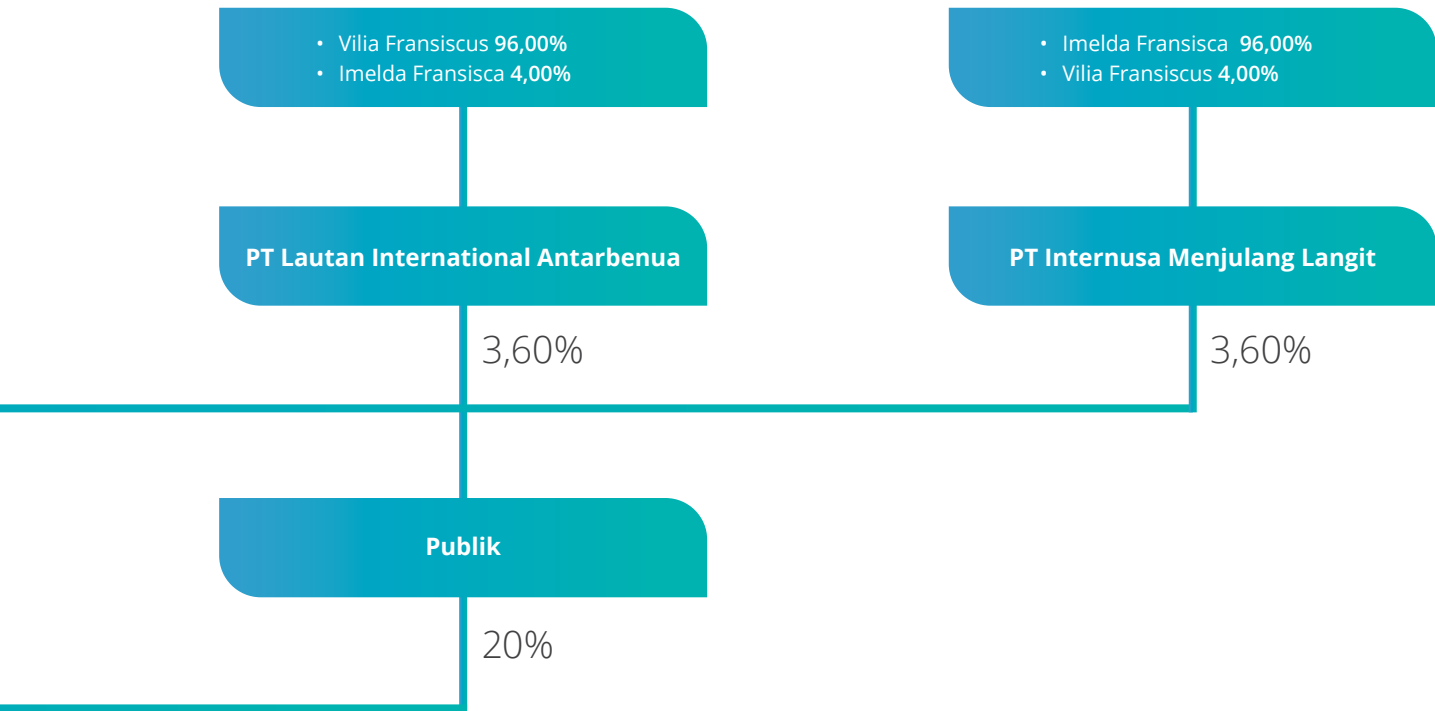 • Vilia Fransiscus 96,00%
• Imelda Fransisca 4,00%
• Imelda Fransisca 96,00%
• Vilia Fransiscus 4,00%
PT Lautan International Antarbenua
PT Internusa Menjulang Langit
3,60%
3,60%
Publik
20%